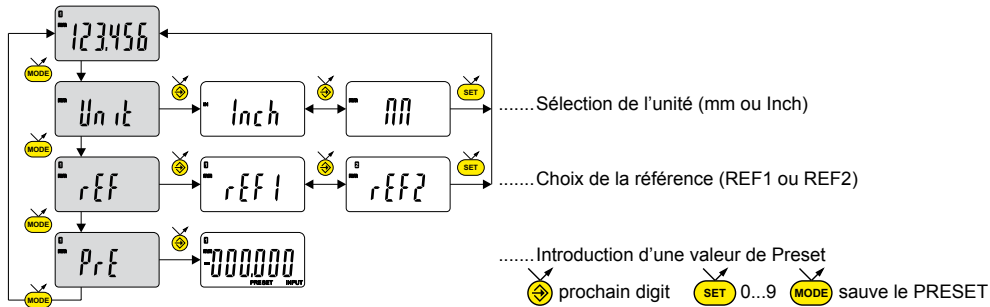 123.456
MODE
Unit Inch MM SET .......Sélection de l'unité (mm ou Inch)
MODE
rEF rEF1 rEF2 SET .......Choix de la référence (REF1 ou REF2)
MODE
PrE -000.000 .......Introduction d'une valeur de Preset
PRESET INPUT
MODE prochain digit SET 0...9 MODE sauve le PRESET